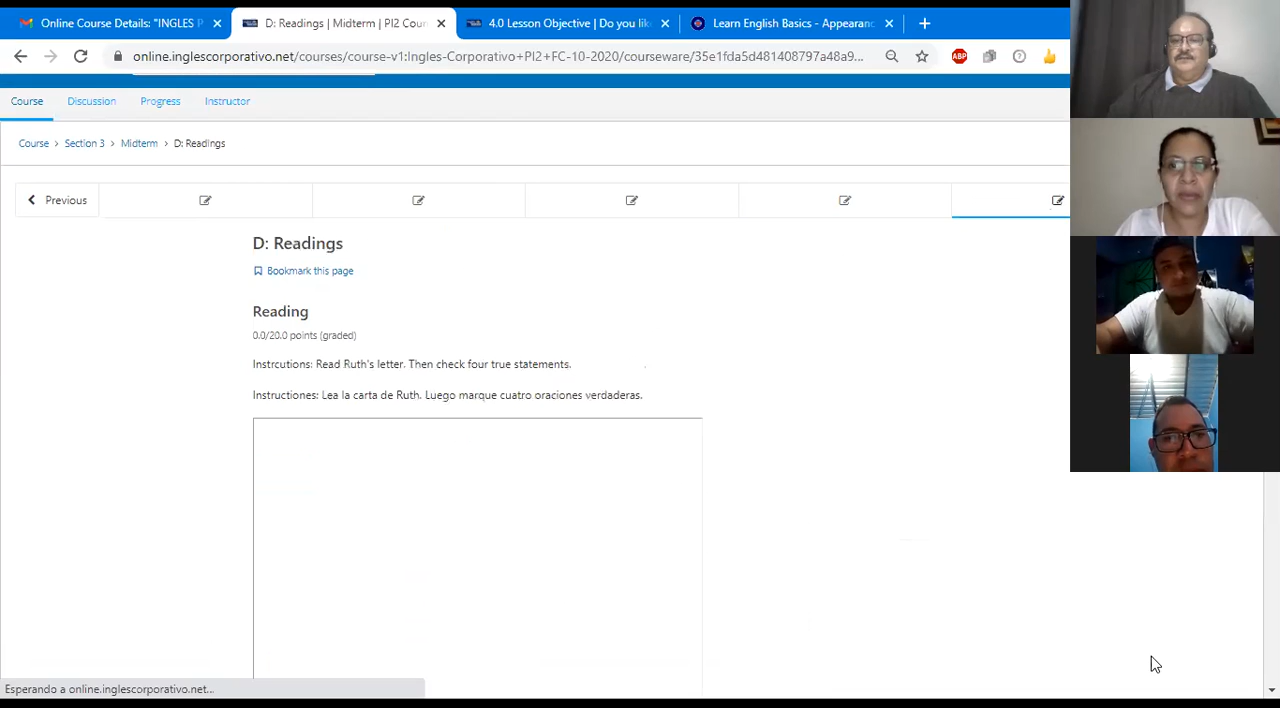 Online Course Details: "INGLES P
D: Readings | Midterm | PI2 Cour
4.0 Lesson Objective | Do you lik
Learn English Basics - Appearanc
online.inglescorporativo.net/courses/course-v1:Ingles-Corporativo+PI2+FC-10-2020/courseware/35e1fda5d481408797a48a9...
ABP
Course
Discussion
Progress
Instructor
Course > Section 3 > Midterm > D: Readings
Previous
D: Readings
Bookmark this page
Reading
0.0/20.0 points (graded)
Instrcutions: Read Ruth's letter. Then check four true statements.
Instructiones: Lea la carta de Ruth. Luego marque cuatro oraciones verdaderas.
Esperando a online.inglescorporativo.net...